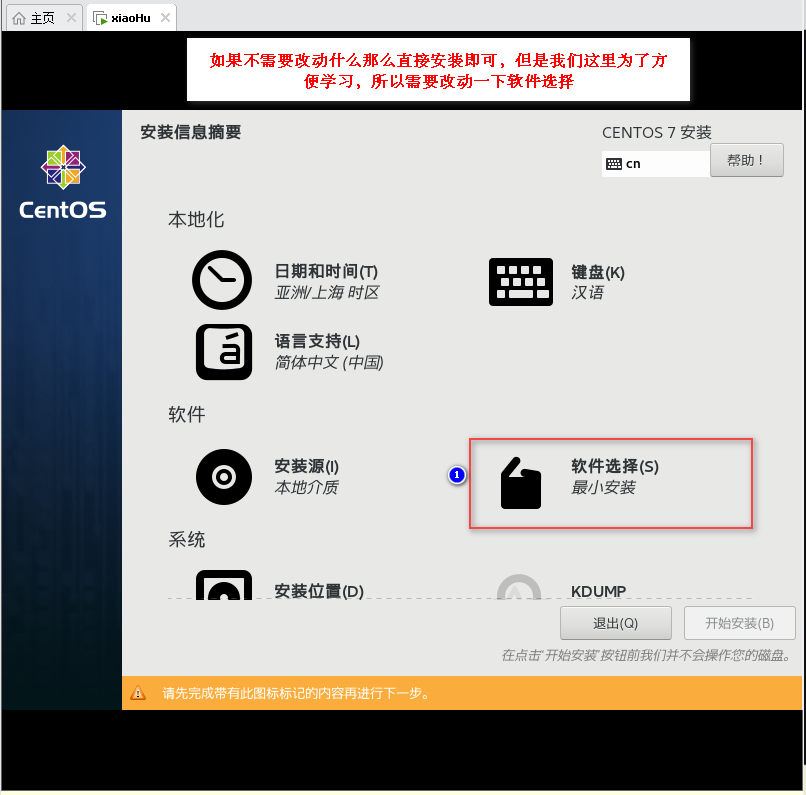 主页
xiaoHu
如果不需要改动什么那么直接安装即可，但是我们这里为了方
便学习，所以需要改动一下软件选择
安装信息摘要
CENTOS 7 安装
cn
帮助！
CentOS
本地化
日期和时间(T)
亚洲/上海 时区
键盘(K)
汉语
语言支持(L)
简体中文 (中国)
软件
安装源(I)
本地介质
1
软件选择(S)
最小安装
系统
安装位置(D)
KDUMP
退出(Q)
开始安装(B)
在点击'开始安装'按钮前我们并不会操作您的磁盘。
请先完成带有此图标标记的内容再进行下一步。